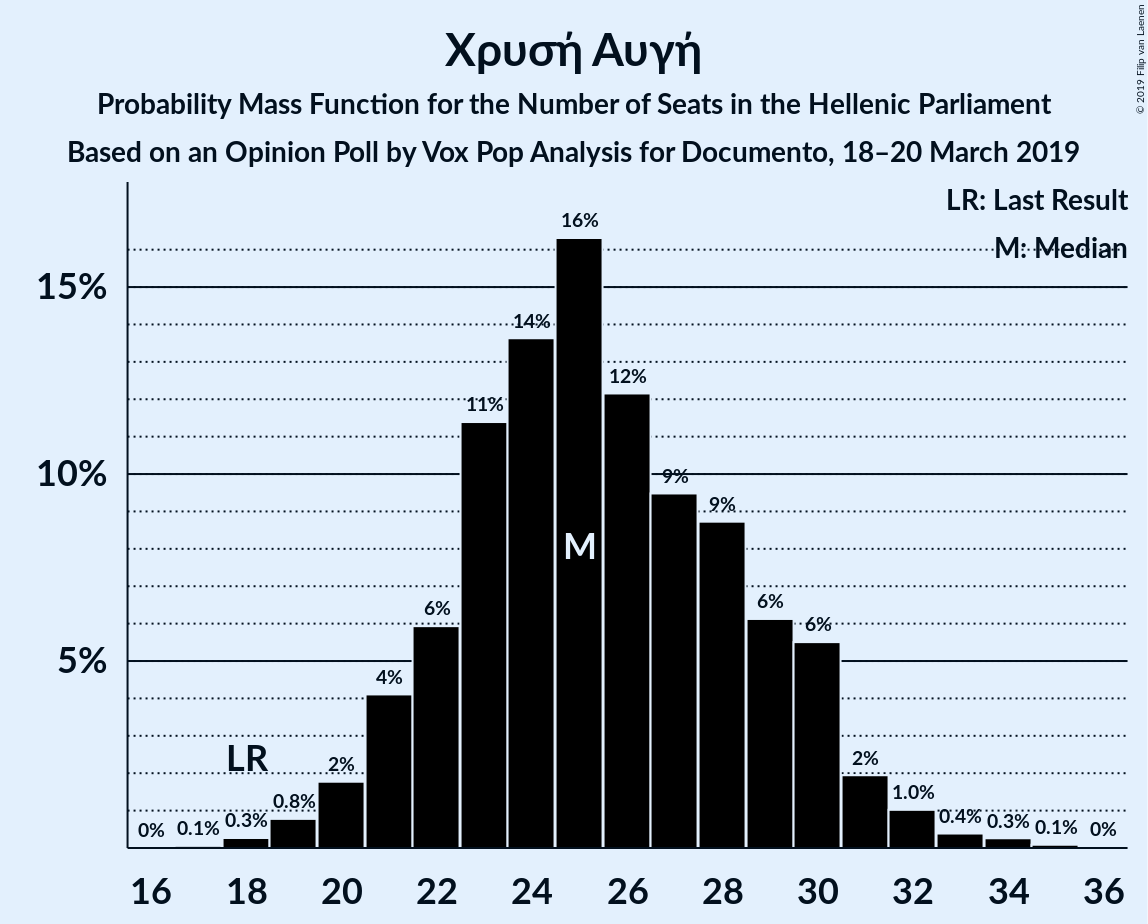 © 2019 Filip van Laenen
Χρυσή Αυγή
Probability Mass Function for the Number of Seats in the Hellenic Parliament
Based on an Opinion Poll by Vox Pop Analysis for Documento, 18–20 March 2019
LR: Last Result
M: Median
15%
10%
5%
0% 0.1% 0.3% 0.8% 2% 4% 6% 11% 14% 16% 12% 9% 9% 6% 6% 2% 1.0% 0.4% 0.3% 0.1% 0%
LR
M
16 18 20 22 24 26 28 30 32 34 36